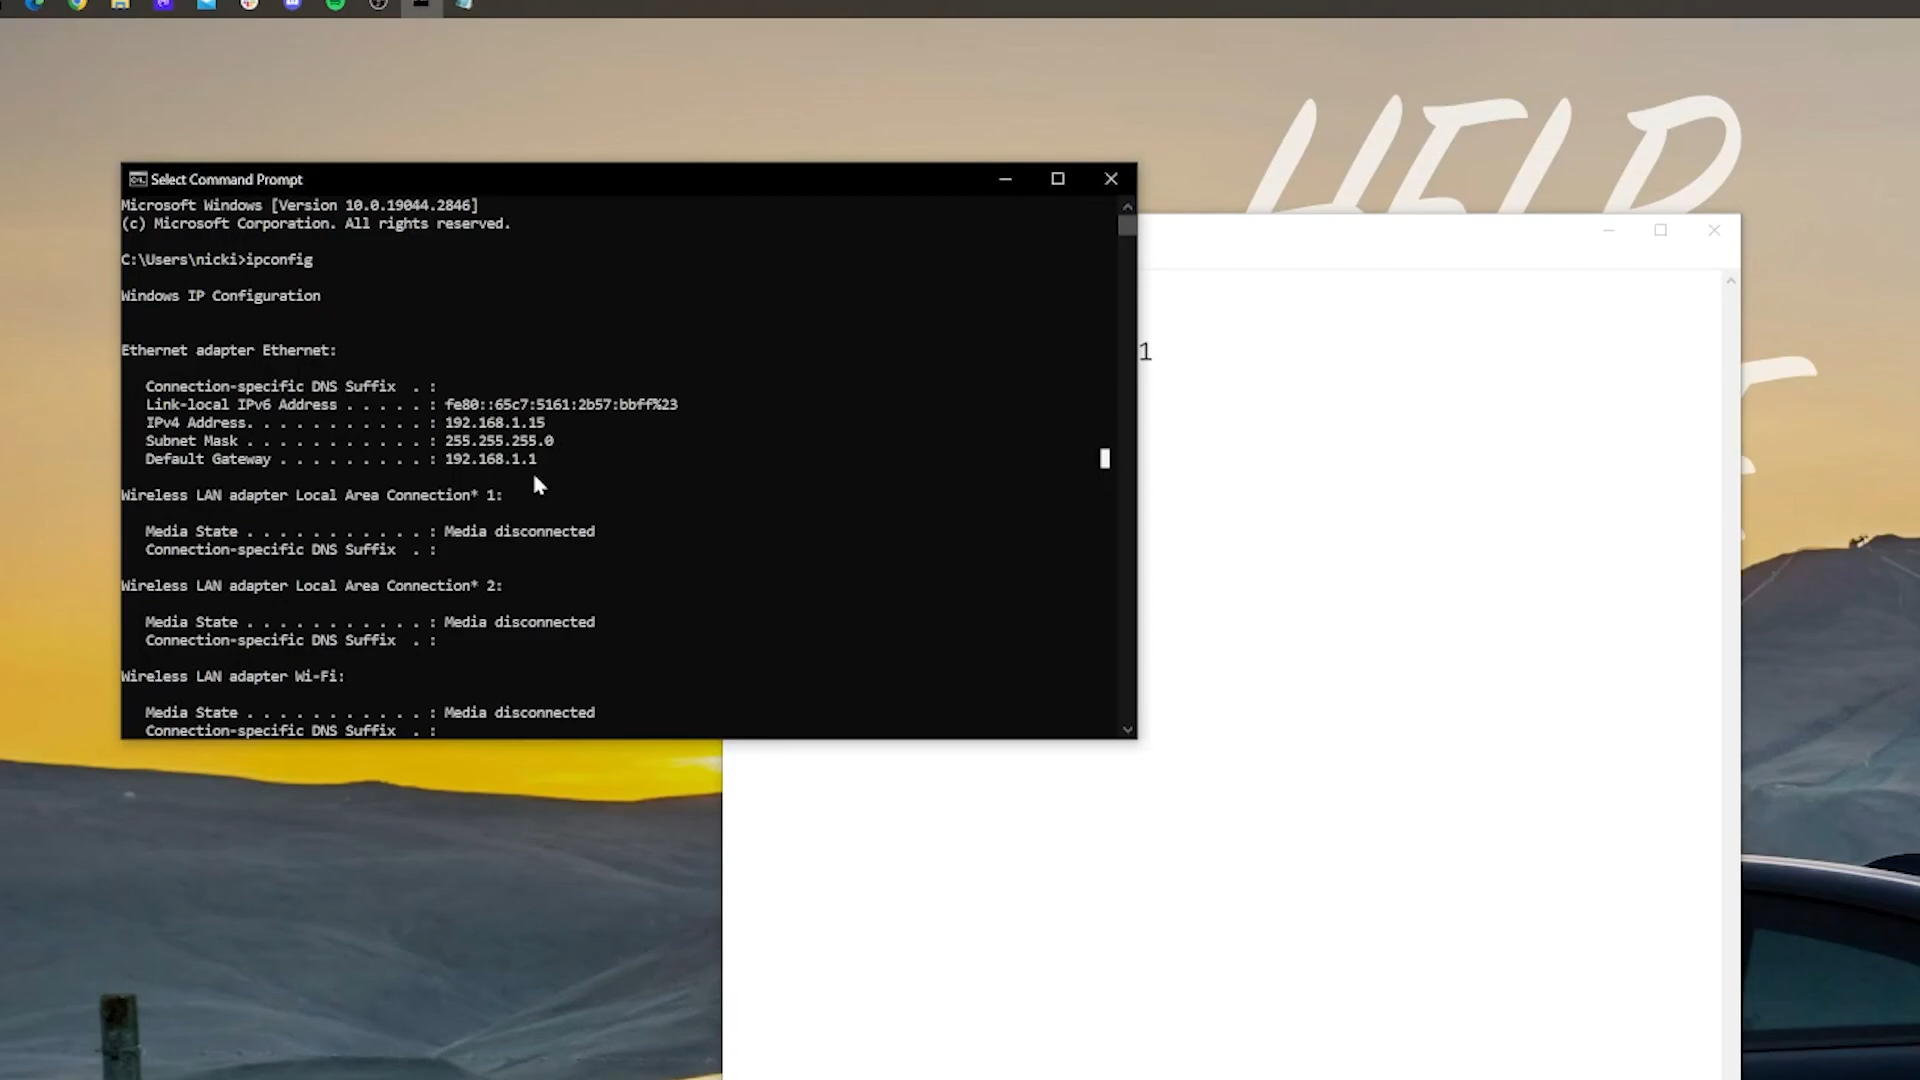 HELP
Select Command Prompt
Microsoft Windows [Version 10.0.19044.2846]
(c) Microsoft Corporation. All rights reserved.
C:\Users\nicki>ipconfig
Windows IP Configuration
Ethernet adapter Ethernet:
Connection-specific DNS Suffix . :
Link-local IPv6 Address . . . . . : fe80::65c7:5161:2b57:bbff%23
IPv4 Address. . . . . . . . . . . : 192.168.1.15
Subnet Mask . . . . . . . . . . . : 255.255.255.0
Default Gateway . . . . . . . . . : 192.168.1.1
Wireless LAN adapter Local Area Connection* 1:
Media State . . . . . . . . . . . : Media disconnected
Connection-specific DNS Suffix . :
Wireless LAN adapter Local Area Connection* 2:
Media State . . . . . . . . . . . : Media disconnected
Connection-specific DNS Suffix . :
Wireless LAN adapter Wi-Fi:
Media State . . . . . . . . . . . : Media disconnected
Connection-specific DNS Suffix . :
1